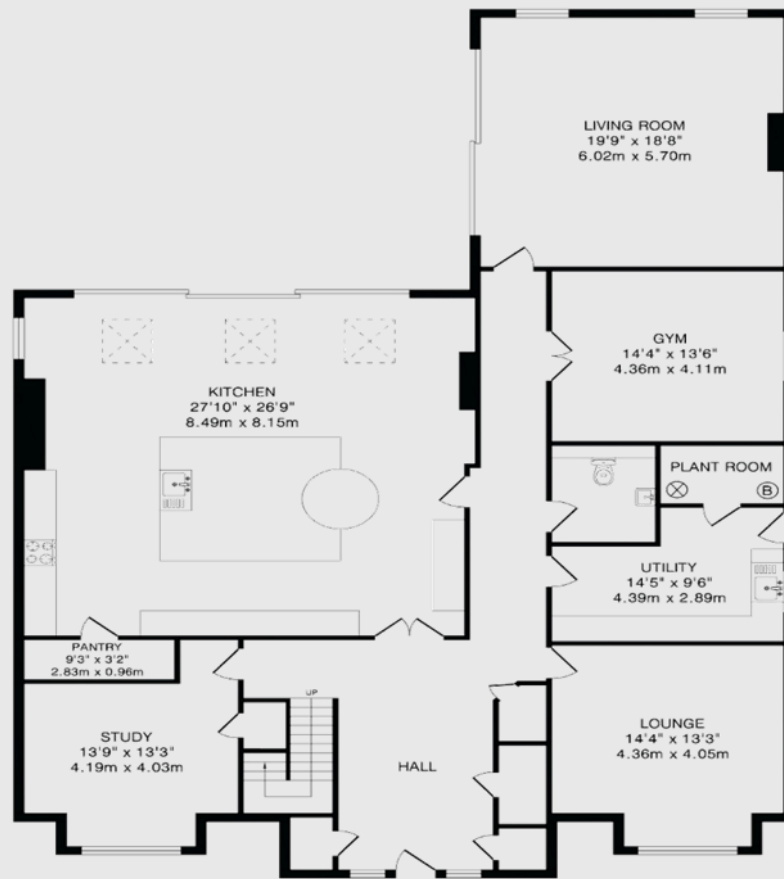 LIVING ROOM
19'9" x 18'8"
6.02m x 5.70m
GYM
14'4" x 13'6"
4.36m x 4.11m
KITCHEN
27'10" x 26'9"
8.49m x 8.15m
PLANT ROOM
B
UTILITY
14'5" x 9'6"
4.39m x 2.89m
PANTRY
9'3" x 3'2"
2.83m x 0.96m
UP
STUDY
13'9" x 13'3"
4.19m x 4.03m
HALL
LOUNGE
14'4" x 13'3"
4.36m x 4.05m